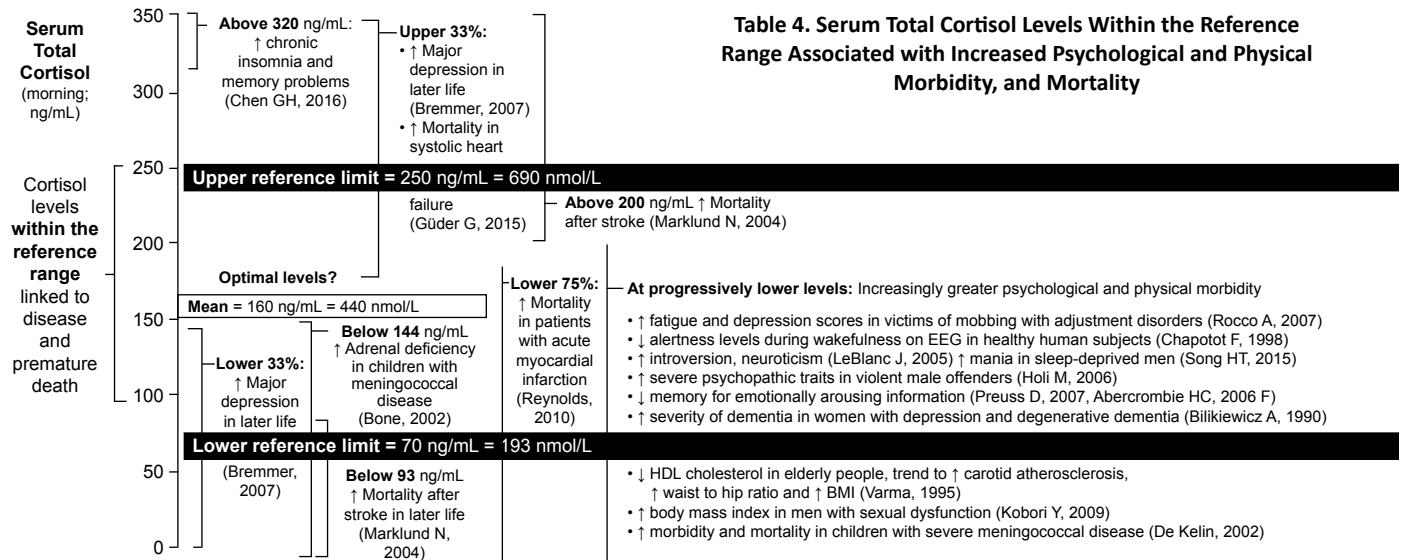 Table 4. Serum Total Cortisol Levels Within the Reference
Range Associated with Increased Psychological and Physical
Morbidity, and Mortality
Serum
Total
Cortisol
(morning;
ng/mL)
Cortisol
levels
within the
reference
range
linked to
disease
and
premature
death
350
300
250
200
150
100
50
0
Above 320 ng/mL:
↑ chronic
insomnia and
memory problems
(Chen GH, 2016)
Upper 33%:
• ↑ Major
depression in
later life
(Bremmer, 2007)
• ↑ Mortality in
systolic heart
Upper reference limit = 250 ng/mL = 690 nmol/L
failure
(Güder G, 2015)
Above 200 ng/mL ↑ Mortality
after stroke (Marklund N, 2004)
Optimal levels?
Mean = 160 ng/mL = 440 nmol/L
Lower 33%:
↑ Major
depression
in later life
Below 144 ng/mL
↑ Adrenal deficiency
in children with
meningococcal
disease
(Bone, 2002)
Lower 75%:
↑ Mortality
in patients
with acute
myocardial
infarction
(Reynolds,
2010)
At progressively lower levels: Increasingly greater psychological and physical morbidity
• ↑ fatigue and depression scores in victims of mobbing with adjustment disorders (Rocco A, 2007)
• ↓ alertness levels during wakefulness on EEG in healthy human subjects (Chapotot F, 1998)
• ↑ introversion, neuroticism (LeBlanc J, 2005) ↑ mania in sleep-deprived men (Song HT, 2015)
• ↑ severe psychopathic traits in violent male offenders (Holi M, 2006)
• ↓ memory for emotionally arousing information (Preuss D, 2007, Abercrombie HC, 2006 F)
• ↑ severity of dementia in women with depression and degenerative dementia (Bilikiewicz A, 1990)
Lower reference limit = 70 ng/mL = 193 nmol/L
(Bremmer,
2007)
Below 93 ng/mL
↑ Mortality after
stroke in later life
(Marklund N,
2004)
• ↓ HDL cholesterol in elderly people, trend to ↑ carotid atherosclerosis,
↑ waist to hip ratio and ↑ BMI (Varma, 1995)
• ↑ body mass index in men with sexual dysfunction (Kobori Y, 2009)
• ↑ morbidity and mortality in children with severe meningococcal disease (De Kelin, 2002)